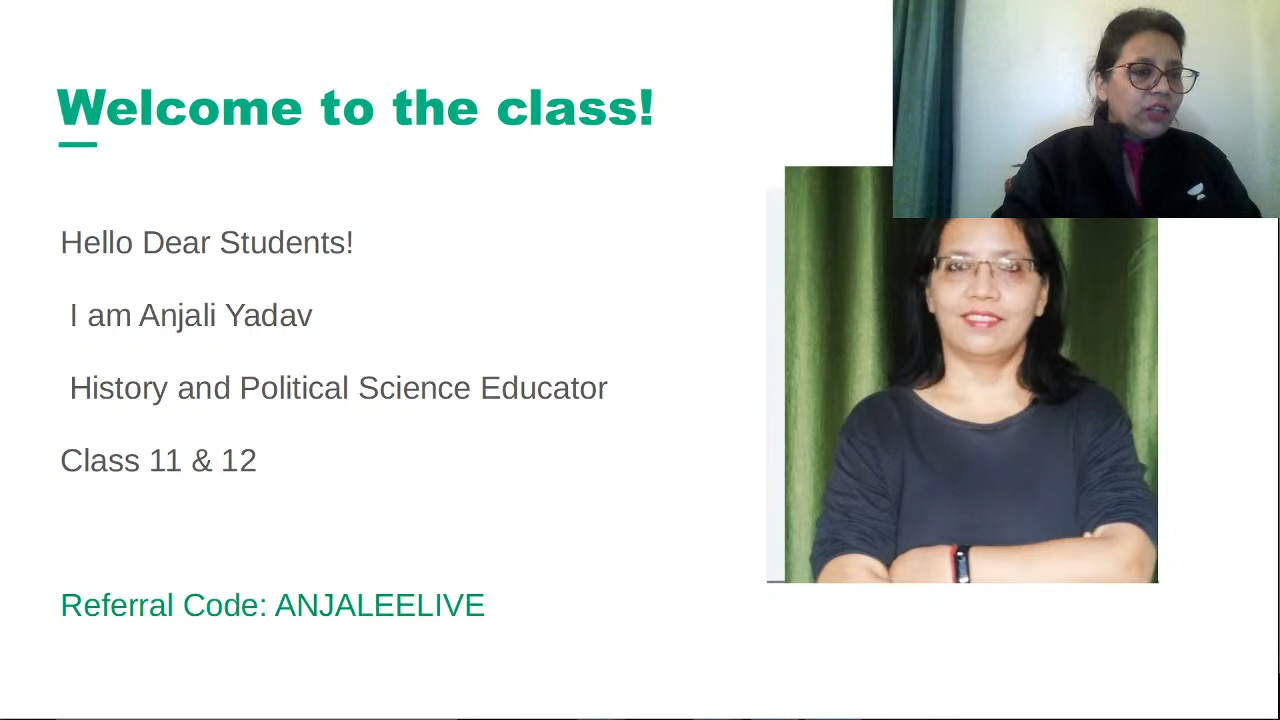 Welcome to the class!
Hello Dear Students!
I am Anjali Yadav
History and Political Science Educator
Class 11 & 12
Referral Code: ANJALEELIVE